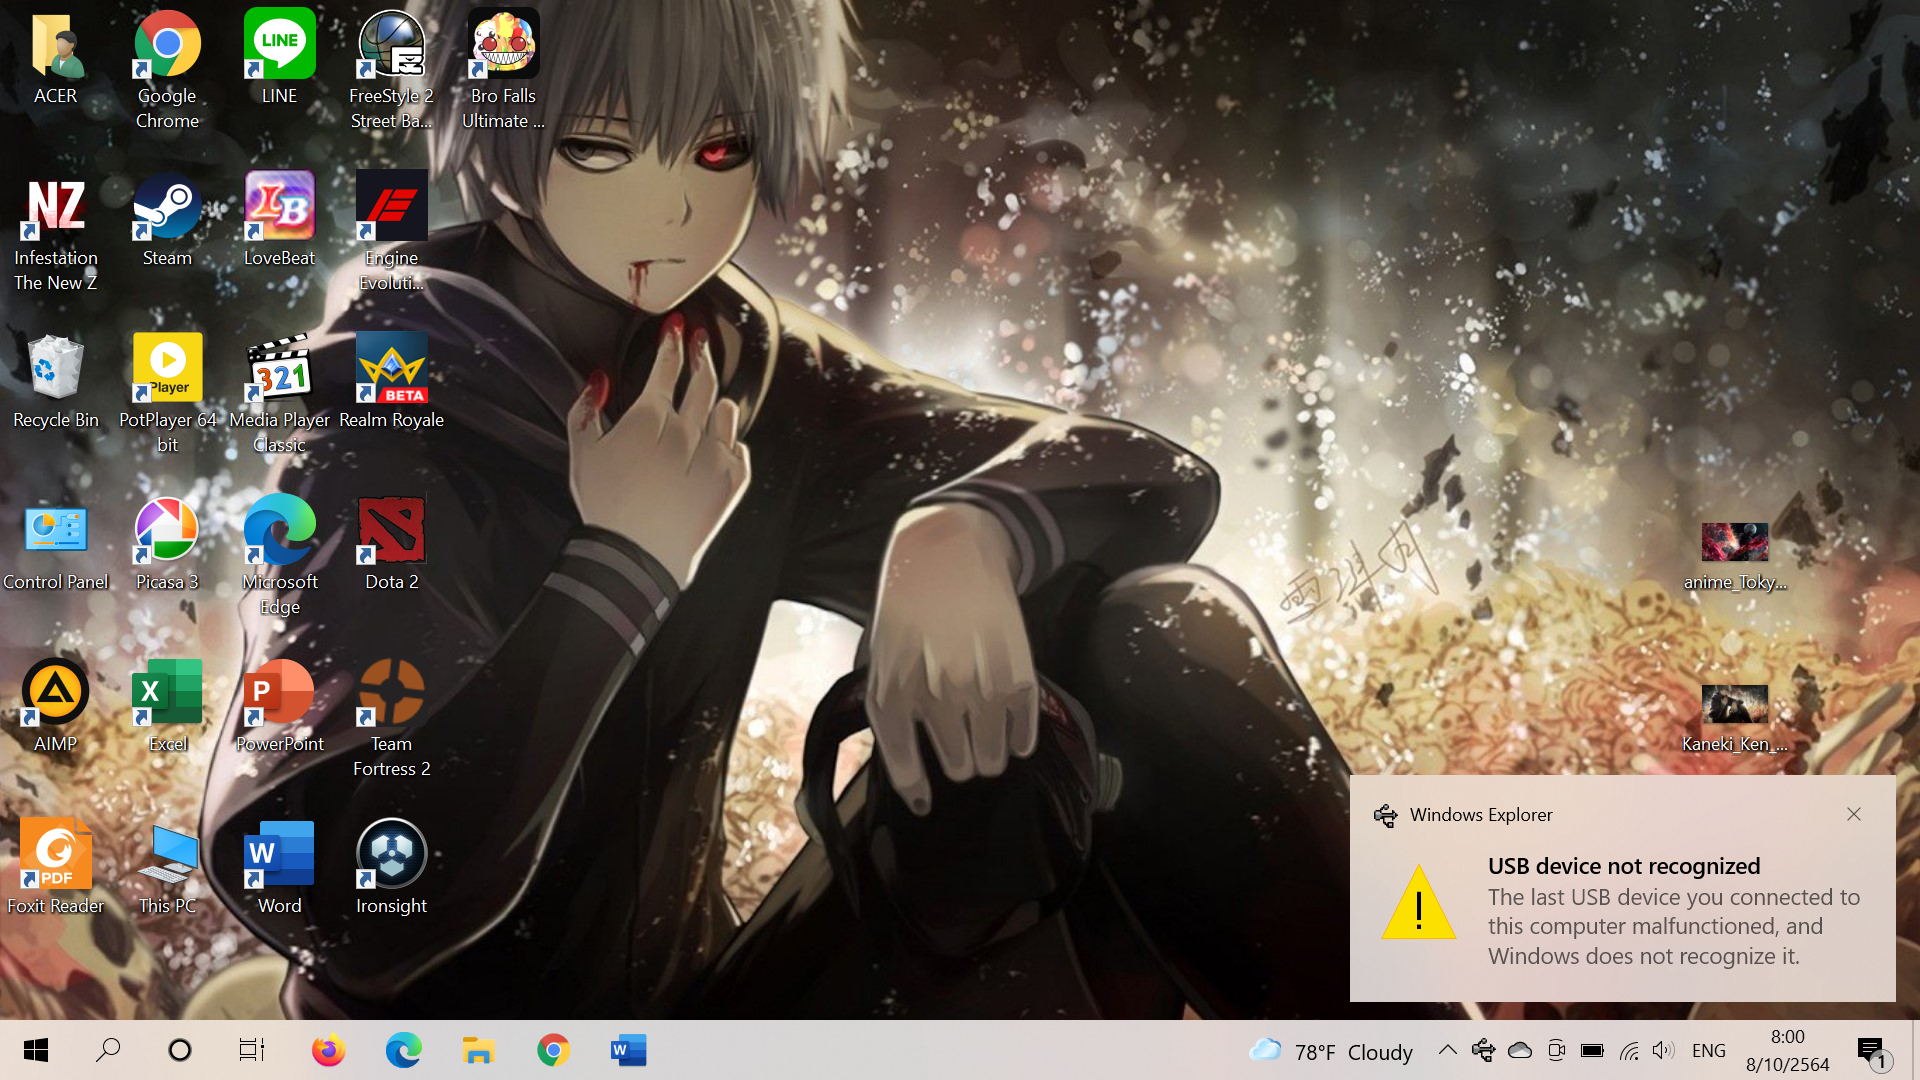 ACER
Google
Chrome
LINE
LINE
FreeStyle 2
Street Ba...
Bro Falls
Ultimate ...
NZ
Infestation
The New Z
Steam
LB
LoveBeat
Engine
Evoluti...
Recycle Bin
Player
PotPlayer 64
bit
321
Media Player
Classic
BETA
Realm Royale
Control Panel
Picasa 3
Microsoft
Edge
Dota 2
anime_Toky...
AIMP
X
Excel
P
PowerPoint
Team
Fortress 2
Kaneki_Ken_...
PDF
Foxit Reader
This PC
W
Word
Ironsight
Windows Explorer
USB device not recognized
The last USB device you connected to
this computer malfunctioned, and
Windows does not recognize it.
W
78°F Cloudy
ENG
8:00
8/10/2564
1